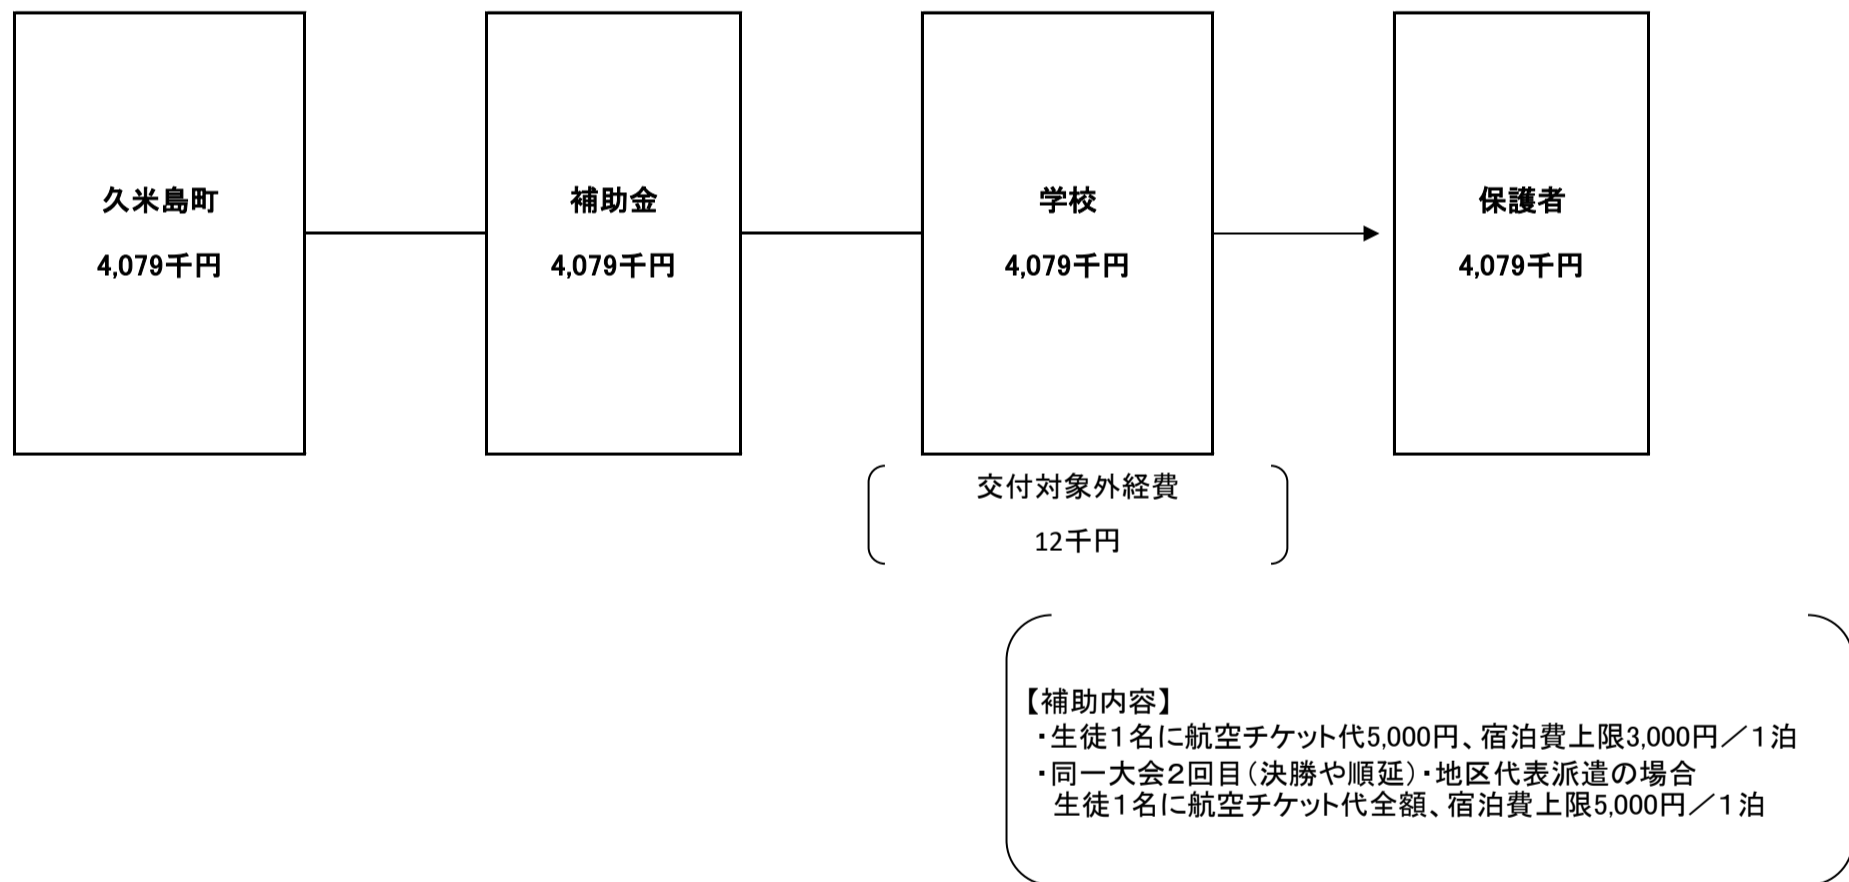 久米島町
4,079千円
補助金
4,079千円
学校
4,079千円
保護者
4,079千円
交付対象外経費
12千円
【補助内容】
・生徒１名に航空チケット代5,000円、宿泊費上限3,000円／１泊
・同一大会２回目（決勝や順延）・地区代表派遣の場合
生徒１名に航空チケット代全額、宿泊費上限5,000円／１泊